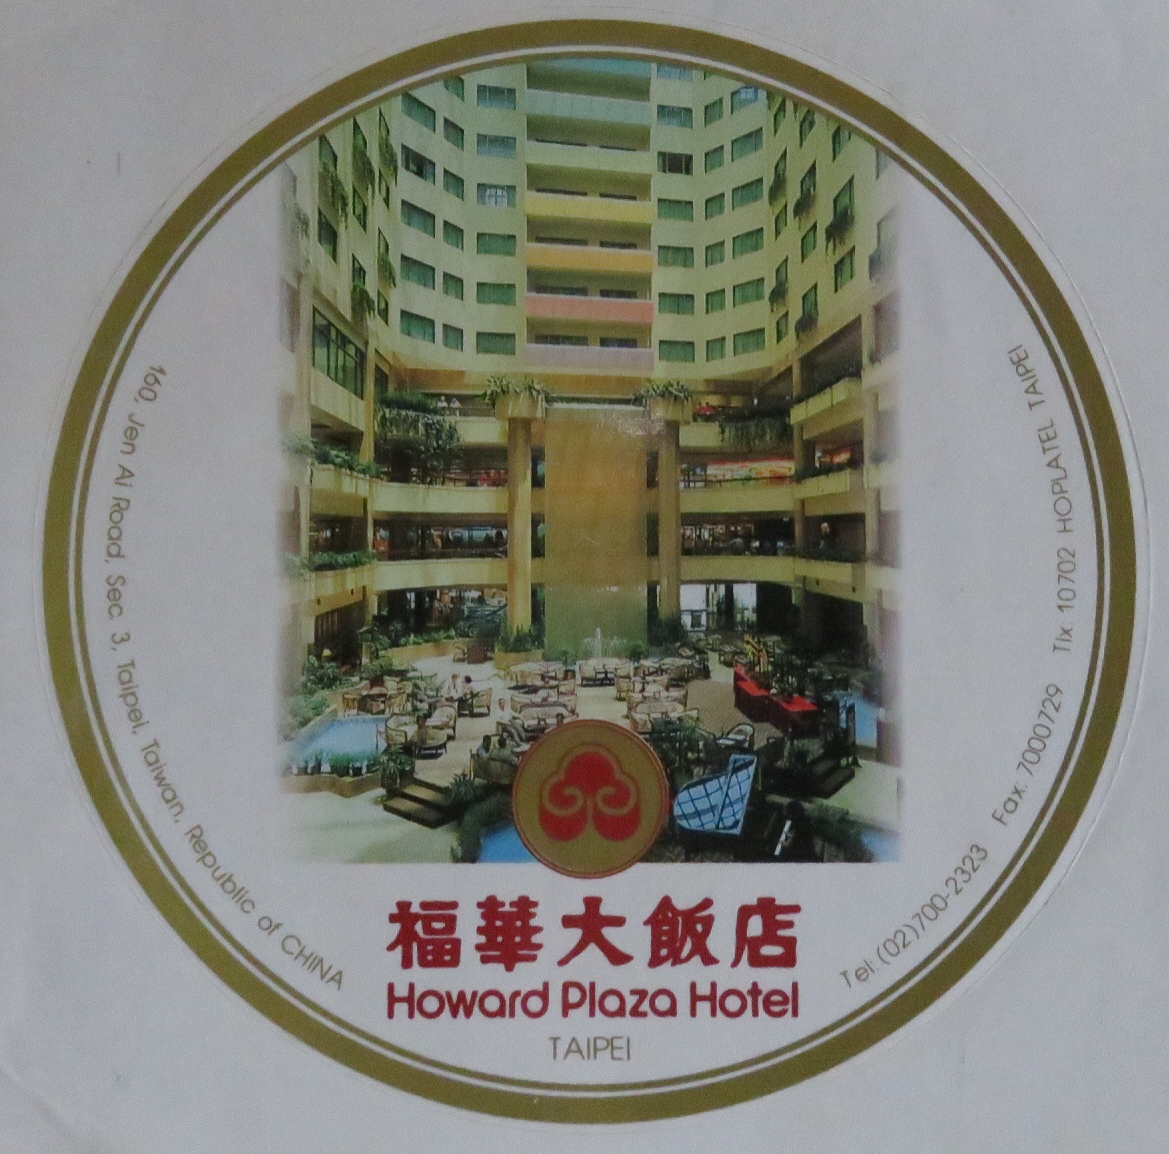 160, Jen Ai Road, Sec. 3, Taipei, Taiwan, Republic of CHINA
福華大飯店
Howard Plaza Hotel
TAIPEI
Tel: (02)700-2323 Fax: 7000729 Tlx 10702 HOPLATEL TAIPEI